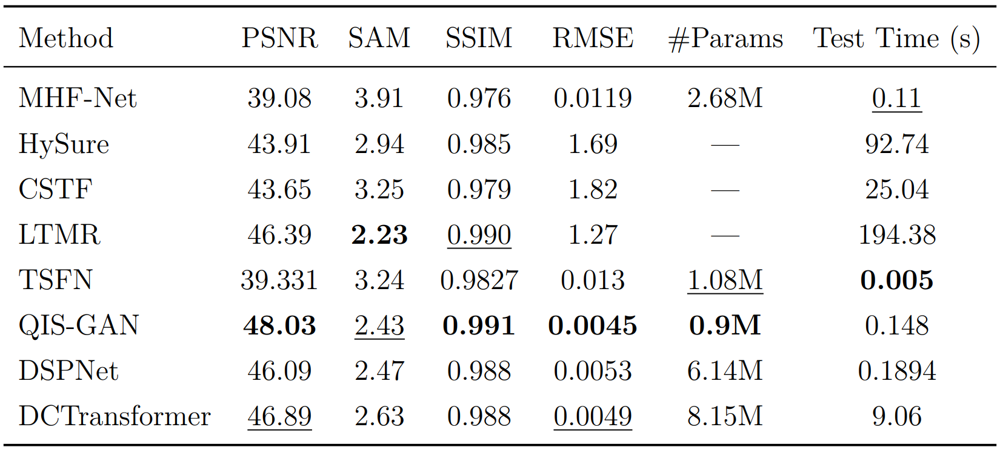 Method PSNR SAM SSIM RMSE #Params Test Time (s)
MHF-Net 39.08 3.91 0.976 0.0119 2.68M 0.11
HySure 43.91 2.94 0.985 1.69 — 92.74
CSTF 43.65 3.25 0.979 1.82 — 25.04
LTMR 46.39 2.23 0.990 1.27 — 194.38
TSFN 39.331 3.24 0.9827 0.013 1.08M 0.005
QIS-GAN 48.03 2.43 0.991 0.0045 0.9M 0.148
DSPNet 46.09 2.47 0.988 0.0053 6.14M 0.1894
DCTransformer 46.89 2.63 0.988 0.0049 8.15M 9.06